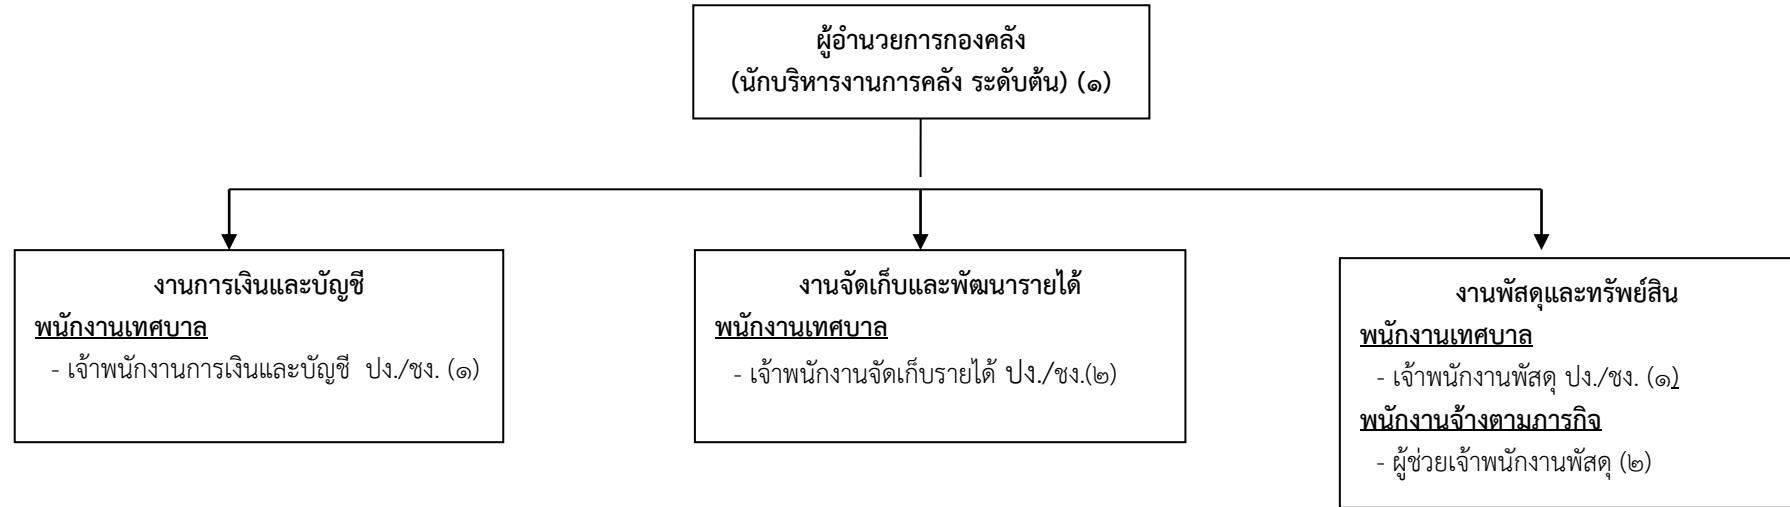 ผู้อำนวยการกองคลัง
(นักบริหารงานการคลัง ระดับต้น) (๑)
งานการเงินและบัญชี
พนักงานเทศบาล
- เจ้าพนักงานการเงินและบัญชี ปง./ชง. (๑)
งานจัดเก็บและพัฒนารายได้
พนักงานเทศบาล
- เจ้าพนักงานจัดเก็บรายได้ ปง./ชง.(๒)
งานพัสดุและทรัพย์สิน
พนักงานเทศบาล
- เจ้าพนักงานพัสดุ ปง./ชง. (๑)
พนักงานจ้างตามภารกิจ
- ผู้ช่วยเจ้าพนักงานพัสดุ (๒)